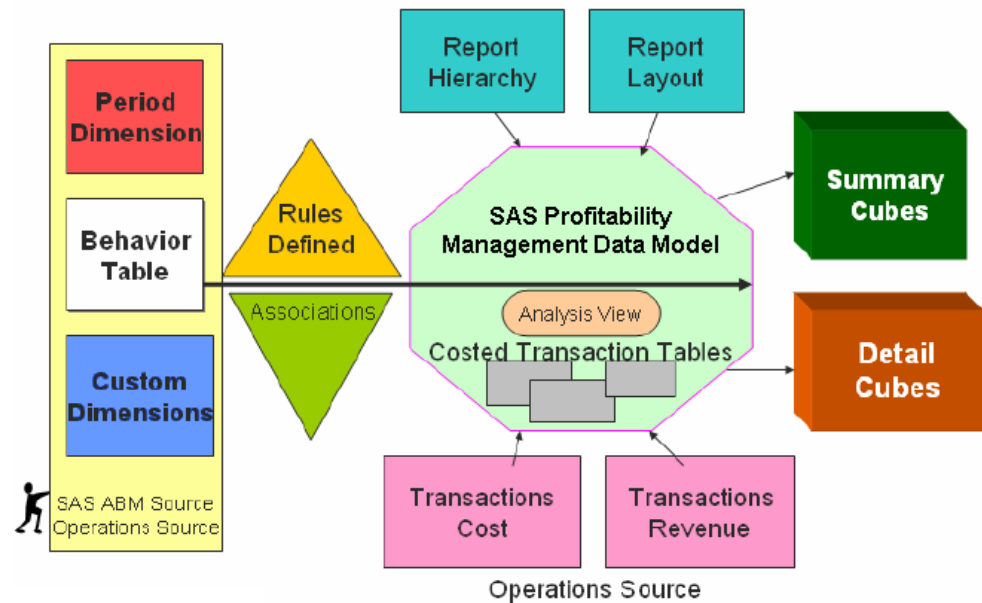 Period
Dimension
Behavior
Table
Custom
Dimensions
SAS ABM Source
Operations Source
Rules
Defined
Associations
Report
Hierarchy
Report
Layout
SAS Profitability
Management Data Model
Analysis View
Costed Transaction Tables
Transactions
Cost
Transactions
Revenue
Operations Source
Summary
Cubes
Detail
Cubes